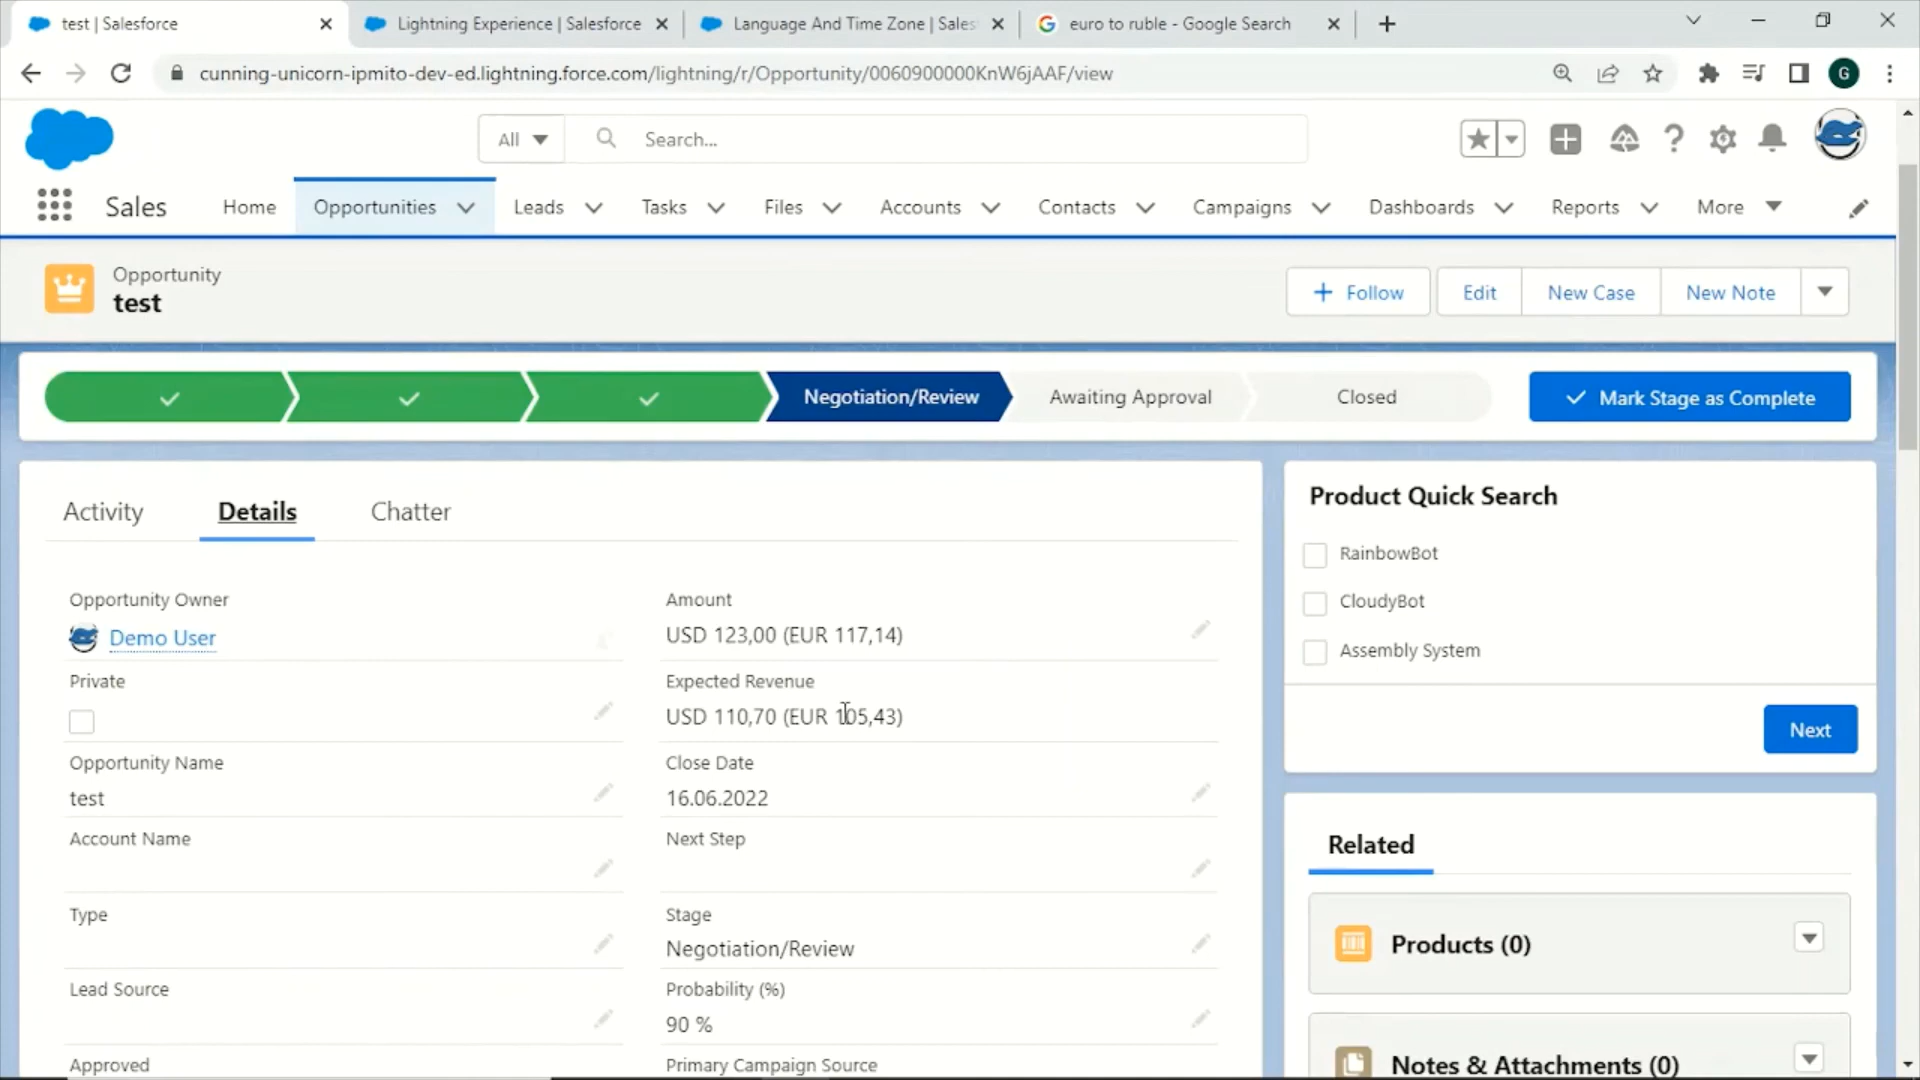 test | Salesforce
Lightning Experience | Salesforce
Language And Time Zone | Sales
euro to ruble - Google Search
cunning-unicorn-ipmito-dev-ed.lightning.force.com/lightning/r/Opportunity/0060900000KnW6jAAF/view
G
All
Search...
Sales
Home
Opportunities
Leads
Tasks
Files
Accounts
Contacts
Campaigns
Dashboards
Reports
More
Opportunity
test
Follow
Edit
New Case
New Note
Negotiation/Review
Awaiting Approval
Closed
Mark Stage as Complete
Activity
Details
Chatter
Opportunity Owner
Demo User
Private
Opportunity Name
test
Account Name
Type
Lead Source
Approved
Amount
USD 123,00 (EUR 117,14)
Expected Revenue
USD 110,70 (EUR 105,43)
Close Date
16.06.2022
Next Step
Stage
Negotiation/Review
Probability (%)
90 %
Primary Campaign Source
Product Quick Search
RainbowBot
CloudyBot
Assembly System
Next
Related
Products (0)
Notes & Attachments (0)